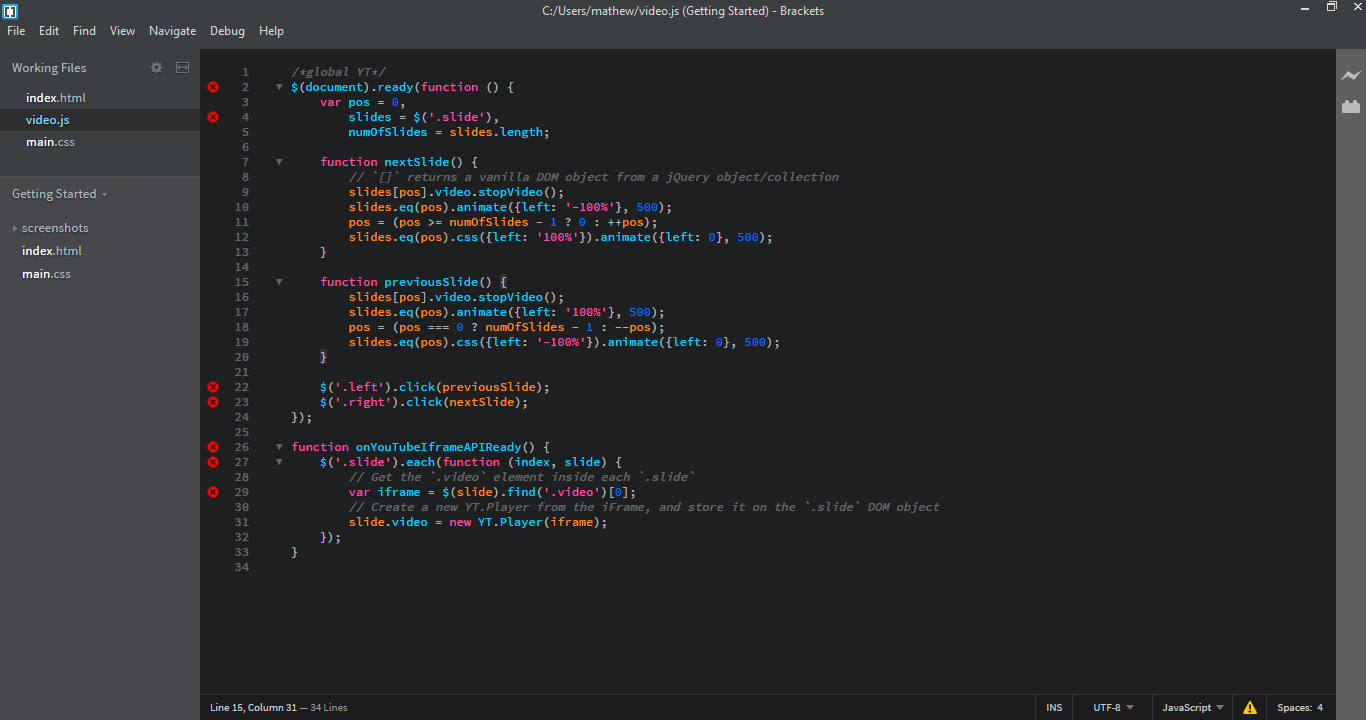 C:/Users/mathew/video.js (Getting Started) - Brackets
File Edit Find View Navigate Debug Help
Working Files
index.html
video.js
main.css
Getting Started
screenshots
index.html
main.css
1 /*global YT*/
2 $(document).ready(function () {
3 var pos = 0,
4 slides = $('.slide'),
5 numOfSlides = slides.length;
6
7 function nextSlide() {
8 // `[]` returns a vanilla DOM object from a jQuery object/collection
9 slides[pos].video.stopVideo();
10 slides.eq(pos).animate({left: '-100%'}, 500);
11 pos = (pos >= numOfSlides - 1 ? 0 : ++pos);
12 slides.eq(pos).css({left: '100%'}).animate({left: 0}, 500);
13 }
14
15 function previousSlide() {
16 slides[pos].video.stopVideo();
17 slides.eq(pos).animate({left: '100%'}, 500);
18 pos = (pos === 0 ? numOfSlides - 1 : --pos);
19 slides.eq(pos).css({left: '-100%'}).animate({left: 0}, 500);
20 }
21
22 $('.left').click(previousSlide);
23 $('.right').click(nextSlide);
24 });
25
26 function onYouTubeIframeAPIReady() {
27 $('.slide').each(function (index, slide) {
28 // Get the `.video` element inside each `.slide`
29 var iframe = $(slide).find('.video')[0];
30 // Create a new YT.Player from the iFrame, and store it on the `.slide` DOM object
31 slide.video = new YT.Player(iframe);
32 });
33 }
34
Line 15, Column 31 — 34 Lines
INS UTF-8 JavaScript Spaces: 4